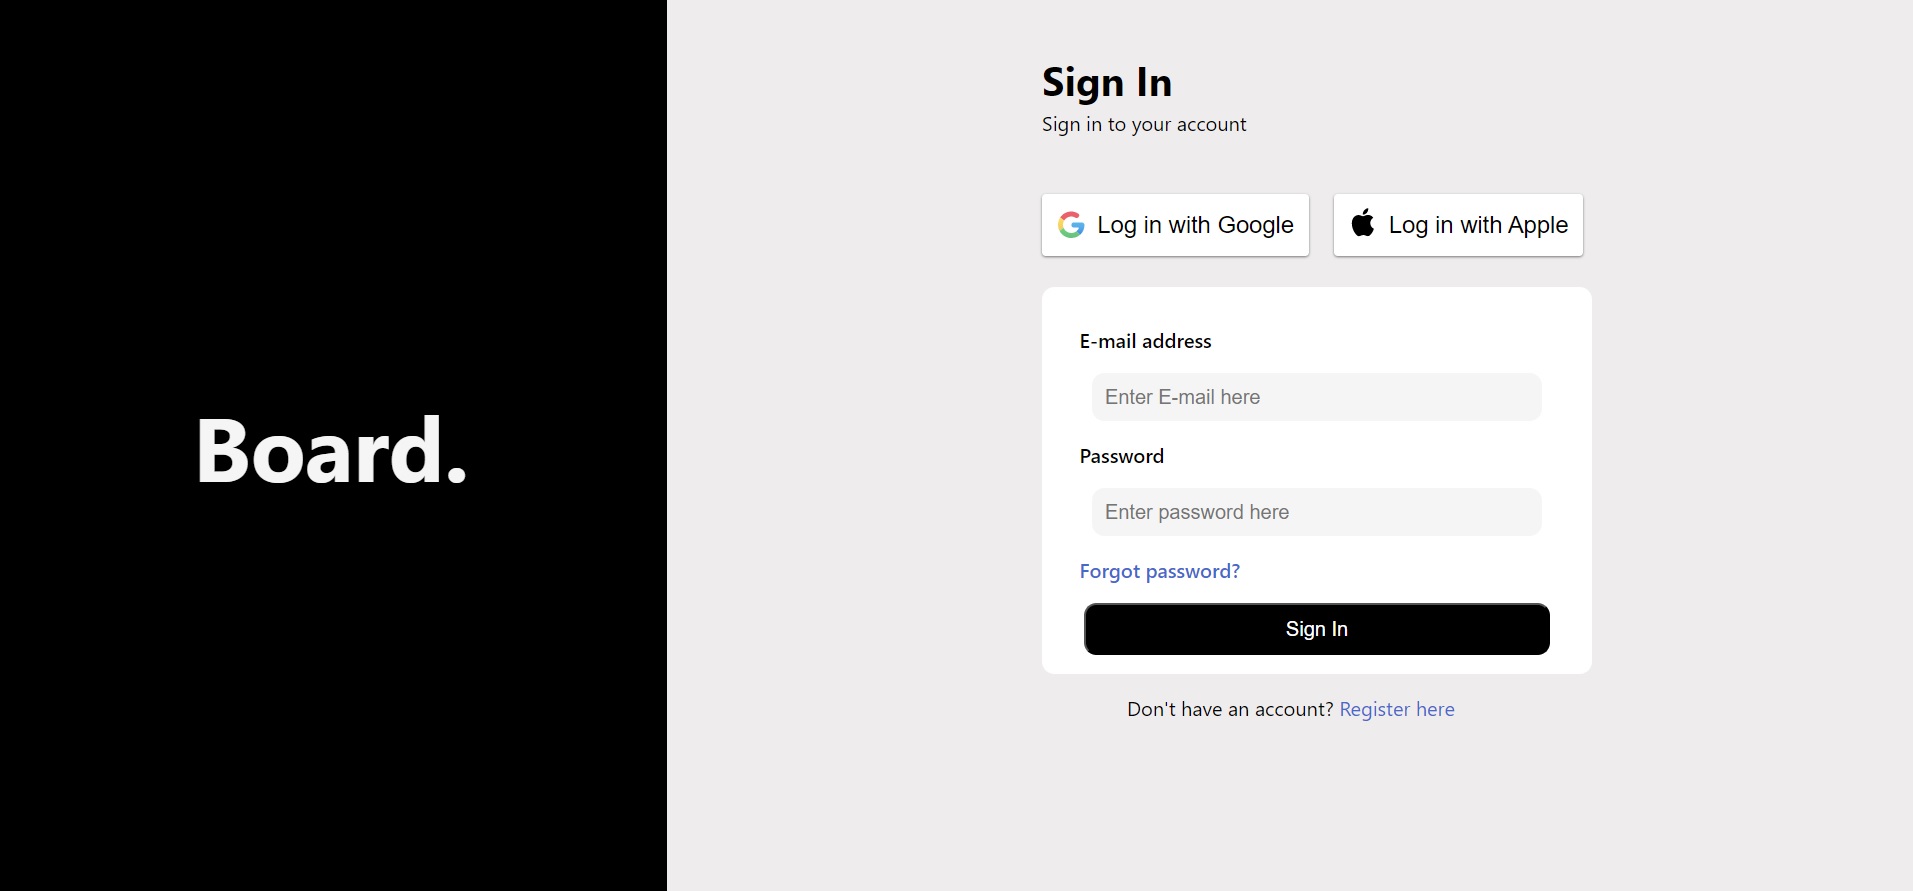 Board.
Sign In
Sign in to your account
Log in with Google
Log in with Apple
E-mail address
Enter E-mail here
Password
Enter password here
Forgot password?
Sign In
Don't have an account? Register here